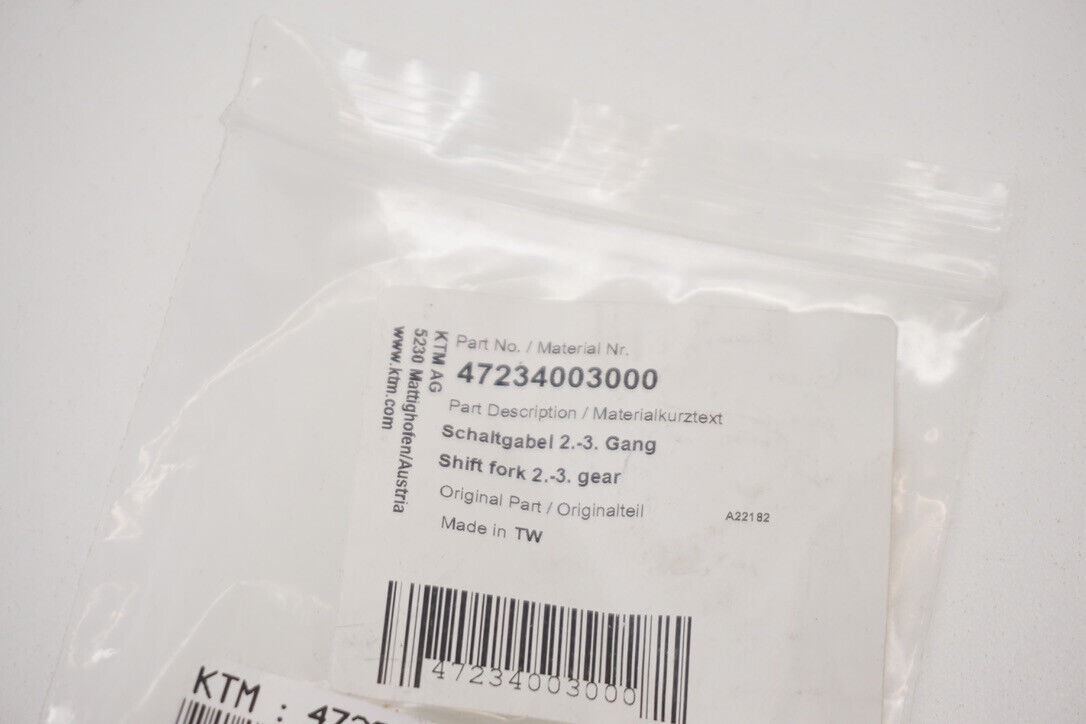 KTM AG
5230 Mattighofen/Austria
www.ktm.com
Part No. / Material Nr.
47234003000
Part Description / Materialkurztext
Schaltgabel 2.-3. Gang
Shift fork 2.-3. gear
Original Part / Originalteil
A22182
Made in TW
47234003000
KTM :